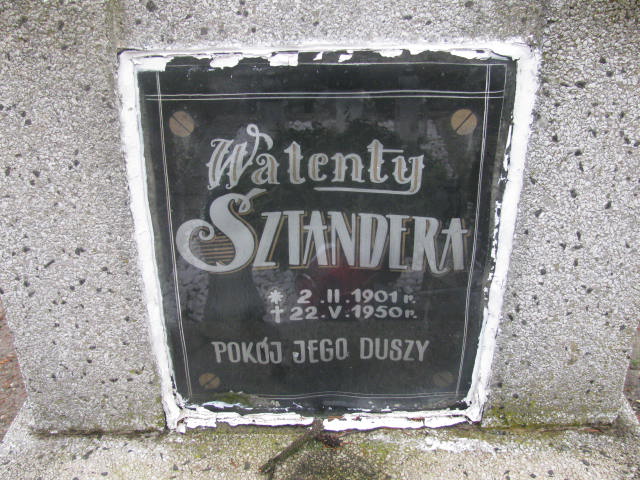 Walenty
SZTANDERA
* 2.II.1901 r.
† 22.V.1950 r.
POKÓJ JEGO DUSZY